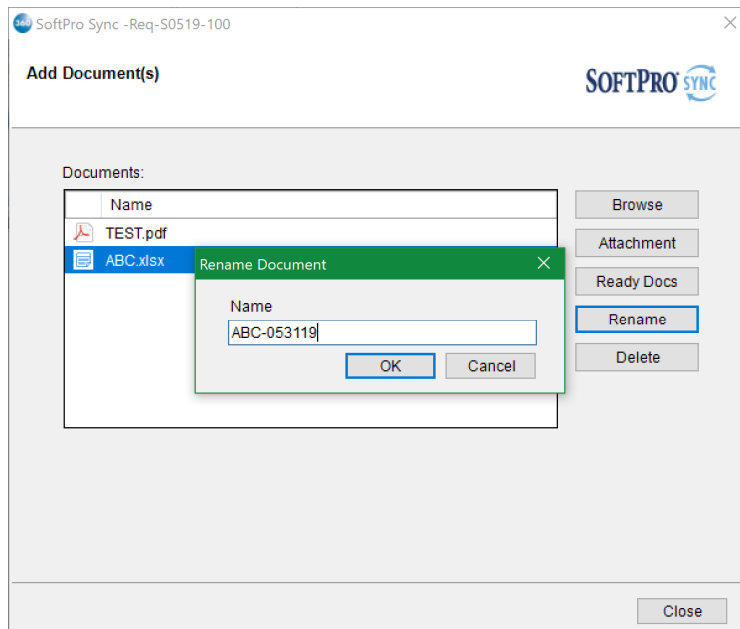 360 SoftPro Sync -Req-S0519-100
Add Document(s)
SOFTPRO SYNC
Documents:
Name
TEST.pdf
ABC.xlsx
Rename Document
Name
ABC-053119
OK
Cancel
Browse
Attachment
Ready Docs
Rename
Delete
Close